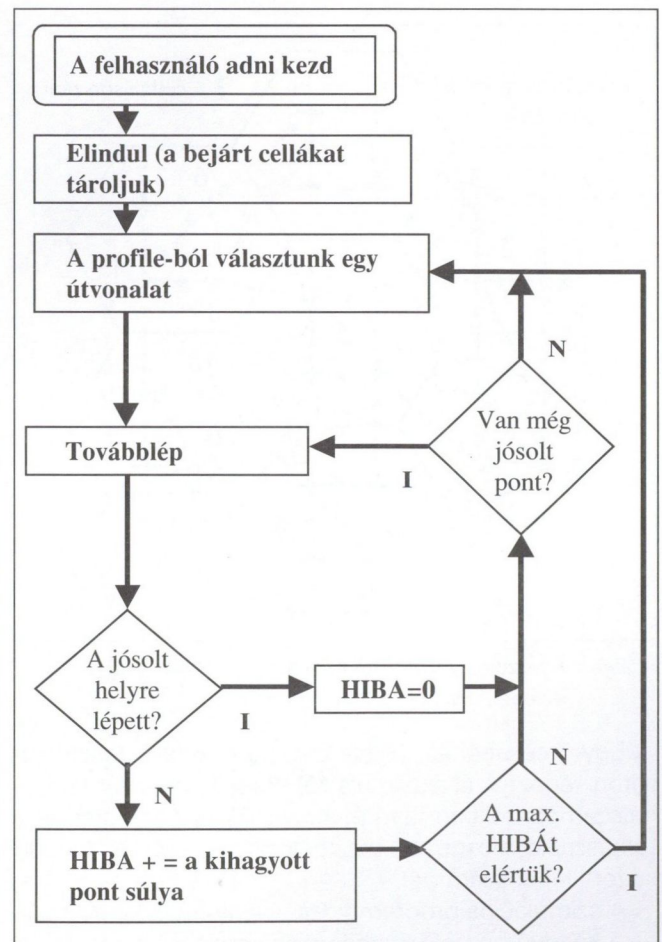 A felhasználó adni kezd
Elindul (a bejárt cellákat
tároljuk)
A profile-ból választunk egy
útvonalat
N
Van még
jósolt
pont?
Továbblép
I
A jósolt
helyre
lépett?
HIBA=0
I
N
N
A max.
HIBÁt
elértük?
HIBA + = a kihagyott
pont súlya
I